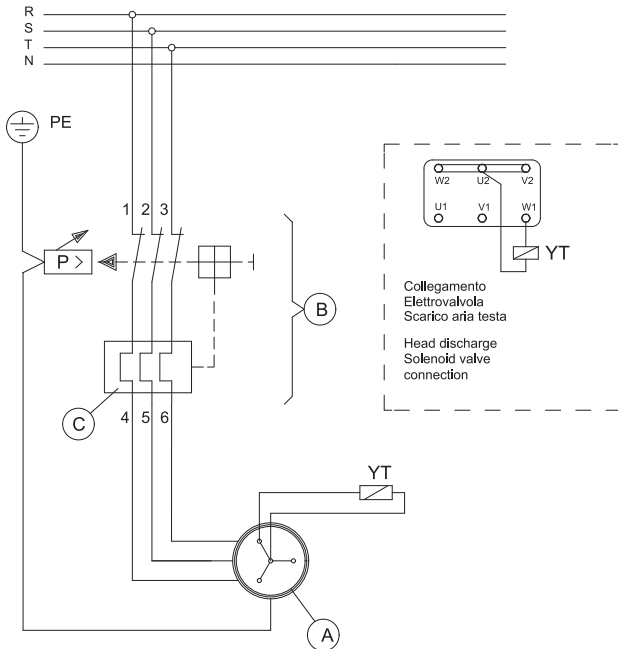 R
S
T
N
PE
1 2 3
P >
B
C
4 5 6
YT
A
W2 U2 V2
U1 V1 W1
YT
Collegamento
Elettrovalvola
Scarico aria testa
Head discharge
Solenoid valve
connection